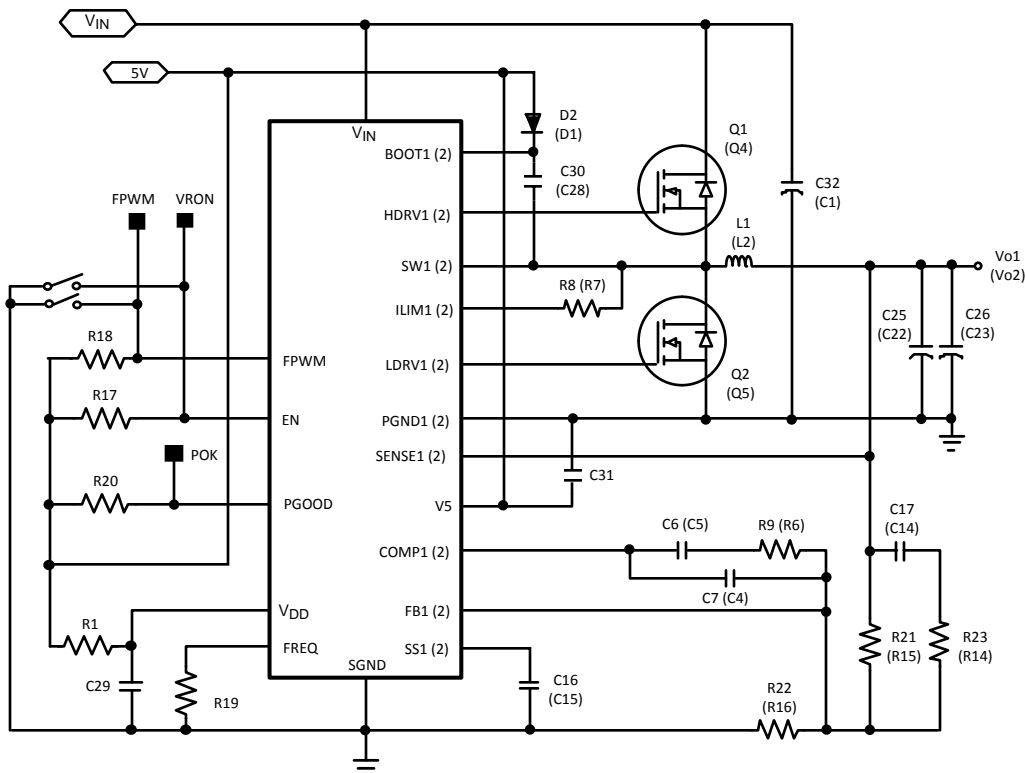 VIN
5V
VIN
D2
(D1)
BOOT1 (2)
C30
(C28)
Q1
(Q4)
C32
(C1)
FPWM
VRON
HDRV1 (2)
L1
(L2)
SW1 (2)
Vo1
(Vo2)
R8 (R7)
ILIM1 (2)
C25
(C22)
C26
(C23)
R18
FPWM
LDRV1 (2)
Q2
(Q5)
R17
EN
PGND1 (2)
POK
SENSE1 (2)
C31
R20
PGOOD
V5
C17
(C14)
C6 (C5)
R9 (R6)
COMP1 (2)
C7 (C4)
R1
VDD
FB1 (2)
R21
(R15)
R23
(R14)
FREQ
SS1 (2)
SGND
C29
R19
C16
(C15)
R22
(R16)